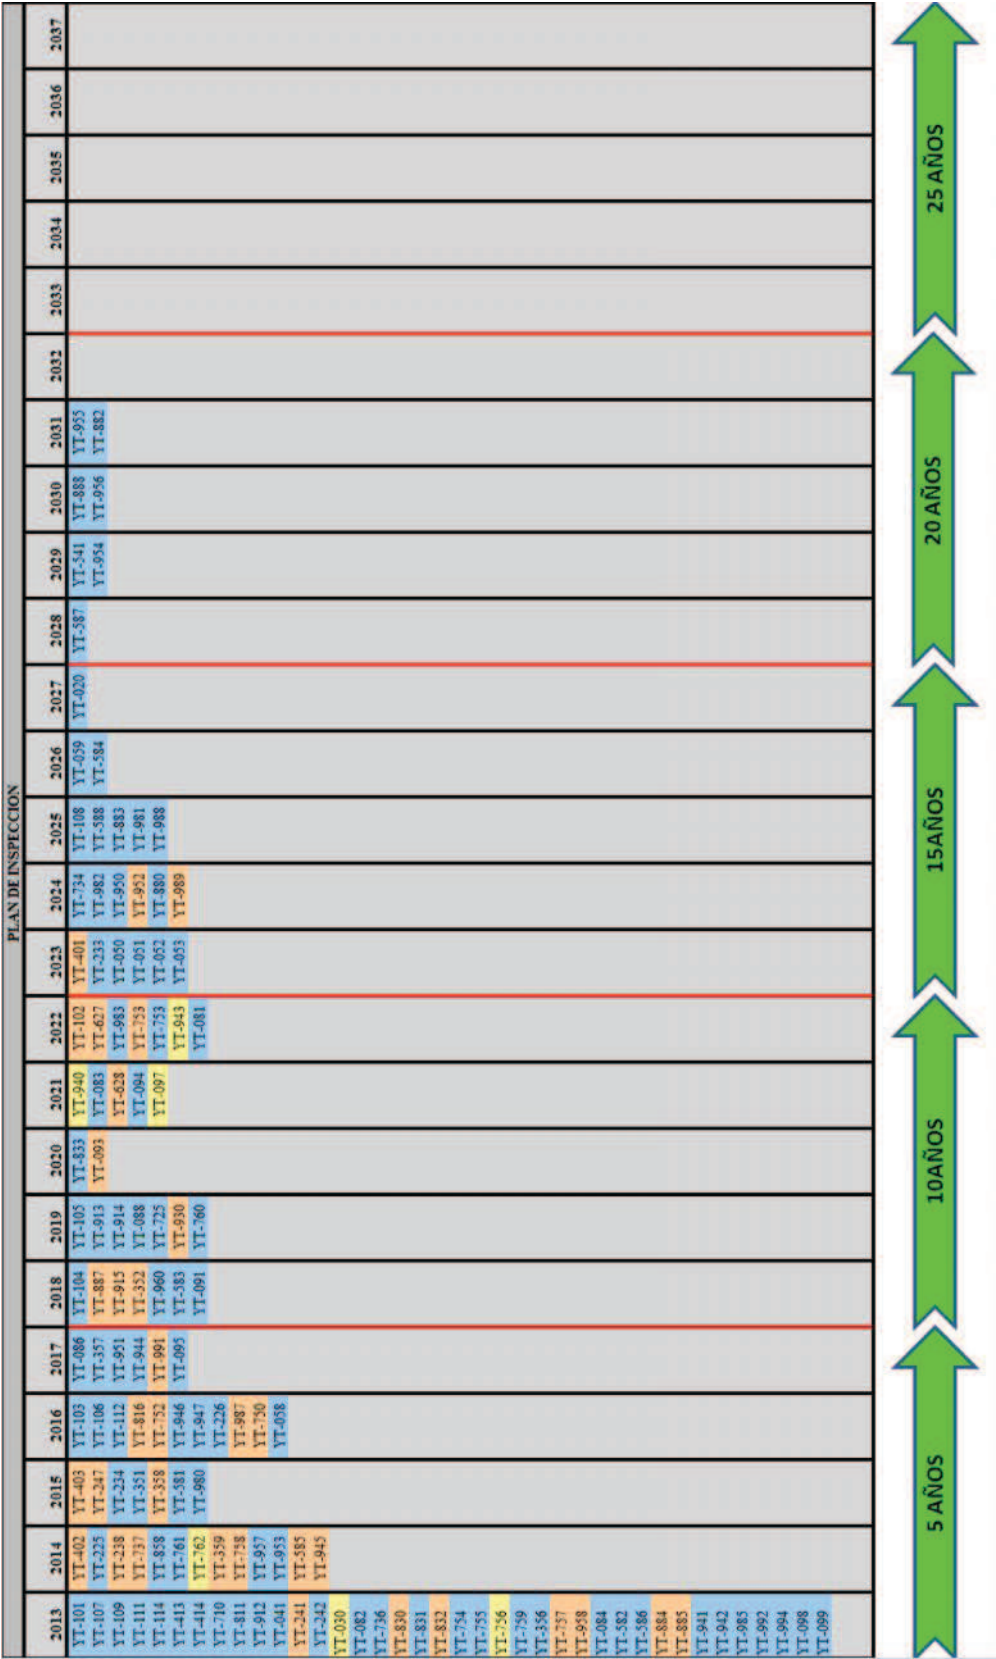 PLAN DE INSPECCION
2013
YT-101
YT-107
YT-109
YT-111
YT-114
YT-413
YT-414
YT-710
YT-811
YT-912
YT-041
YT-241
YT-242
YT-030
YT-082
YT-736
YT-830
YT-831
YT-832
YT-754
YT-755
YT-756
YT-759
YT-356
YT-757
YT-958
YT-084
YT-582
YT-586
YT-884
YT-885
YT-941
YT-942
YT-985
YT-992
YT-994
YT-098
YT-099
2014
YT-402
YT-225
YT-238
YT-737
YT-858
YT-761
YT-762
YT-359
YT-758
YT-957
YT-953
YT-585
YT-945
2015
YT-403
YT-247
YT-234
YT-351
YT-358
YT-581
YT-980
2016
YT-103
YT-106
YT-112
YT-816
YT-752
YT-946
YT-947
YT-226
YT-987
YT-750
YT-058
2017
YT-086
YT-357
YT-951
YT-944
YT-991
YT-095
2018
YT-104
YT-887
YT-915
YT-352
YT-960
YT-583
YT-091
2019
YT-105
YT-913
YT-914
YT-088
YT-725
YT-930
YT-760
2020
YT-833
YT-093
2021
YT-940
YT-083
YT-628
YT-094
YT-097
2022
YT-102
YT-627
YT-983
YT-753
YT-753
YT-943
YT-081
2023
YT-401
YT-233
YT-050
YT-051
YT-052
YT-053
2024
YT-734
YT-982
YT-950
YT-952
YT-880
YT-989
2025
YT-108
YT-588
YT-883
YT-981
YT-988
2026
YT-059
YT-584
2027
YT-020
2028
YT-587
2029
YT-541
YT-954
2030
YT-888
YT-956
2031
YT-955
YT-882
2032
2033
2034
2035
2036
2037
5 AÑOS
10AÑOS
15AÑOS
20 AÑOS
25 AÑOS